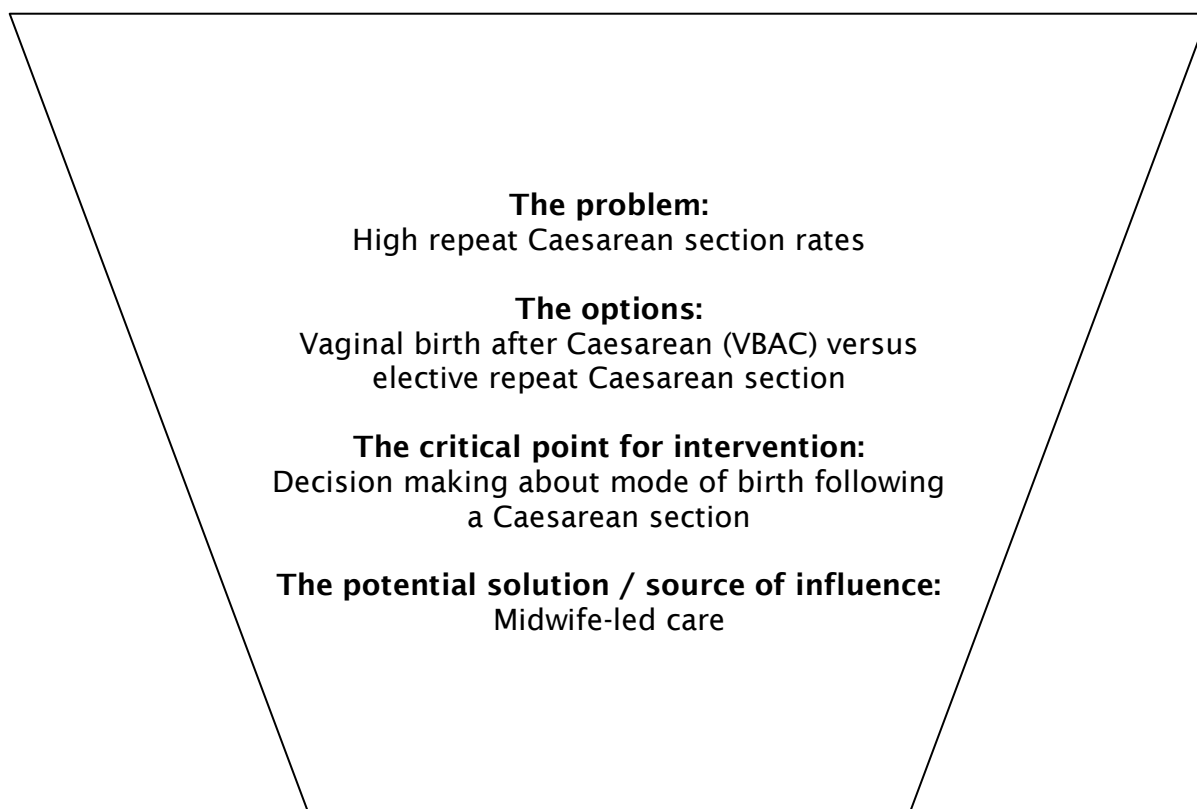 The problem:
High repeat Caesarean section rates
The options:
Vaginal birth after Caesarean (VBAC) versus
elective repeat Caesarean section
The critical point for intervention:
Decision making about mode of birth following
a Caesarean section
The potential solution / source of influence:
Midwife-led care